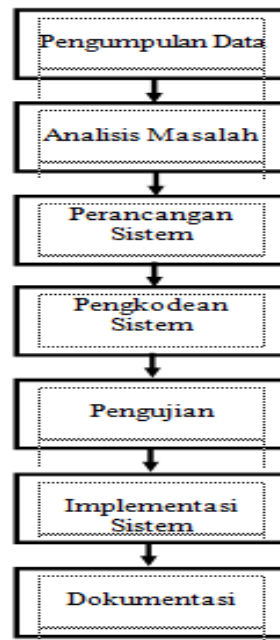 Pengumpulan Data
Analisis Masalah
Perancangan
Sistem
Pengkodean
Sistem
Pengujian
Implementasi
Sistem
Dokumentasi